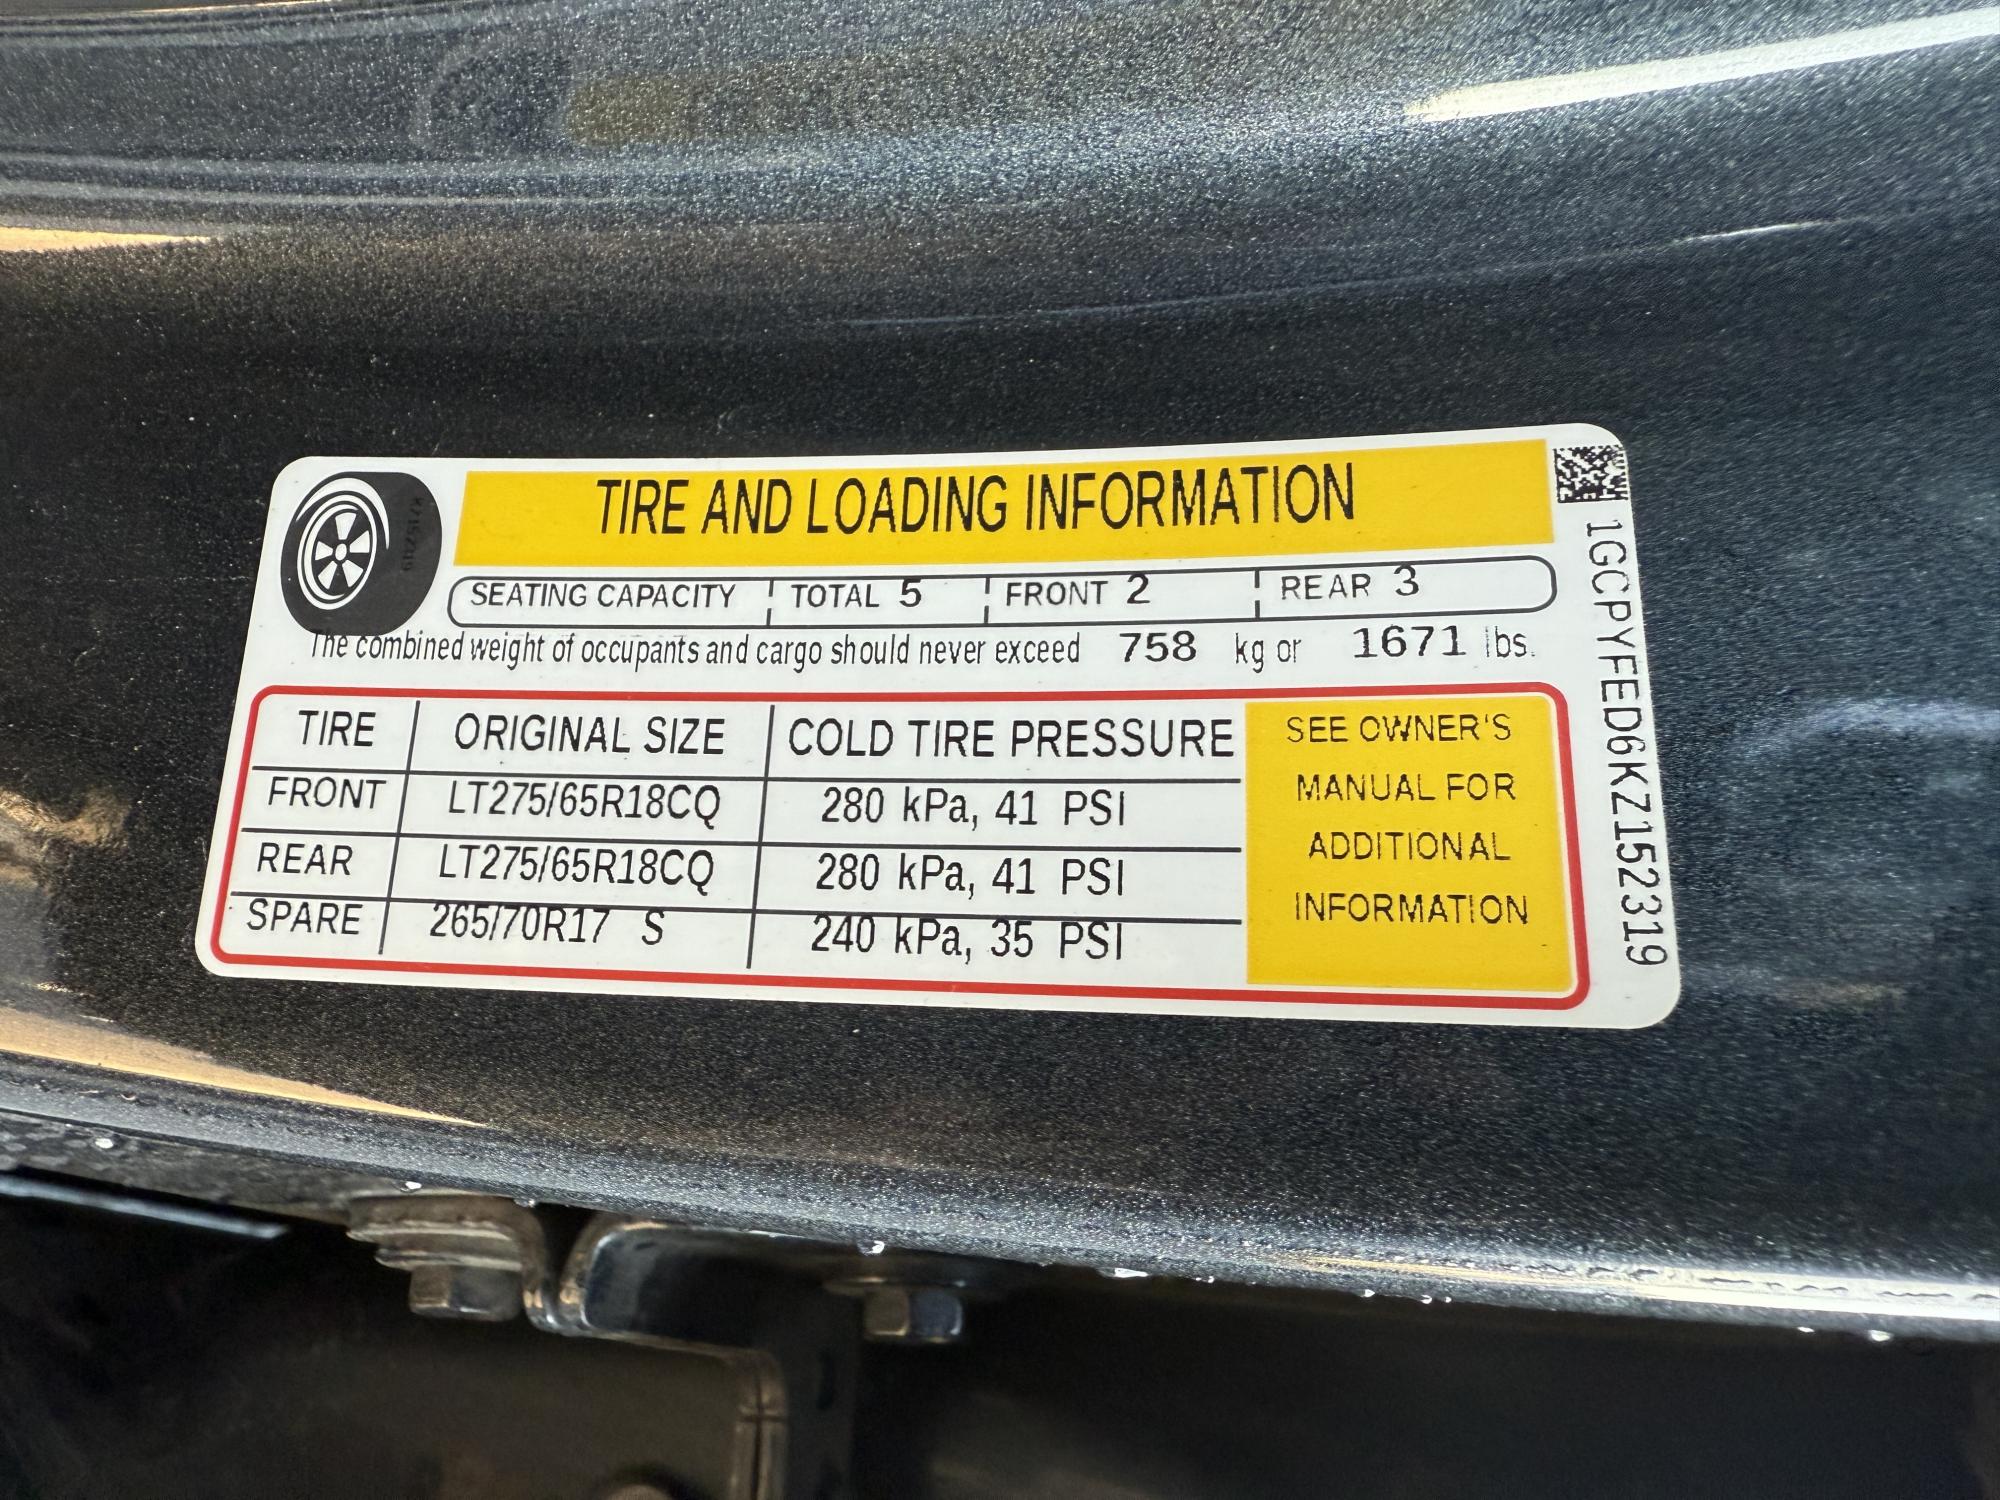 TIRE AND LOADING INFORMATION
SEATING CAPACITY TOTAL 5 FRONT 2 REAR 3
The combined weight of occupants and cargo should never exceed 758 kg or 1671 lbs.
TIRE ORIGINAL SIZE COLD TIRE PRESSURE
FRONT LT275/65R18CQ 280 kPa, 41 PSI
REAR LT275/65R18CQ 280 kPa, 41 PSI
SPARE 265/70R17 S 240 kPa, 35 PSI
SEE OWNER'S
MANUAL FOR
ADDITIONAL
INFORMATION
1GCPYFED6KZ152319